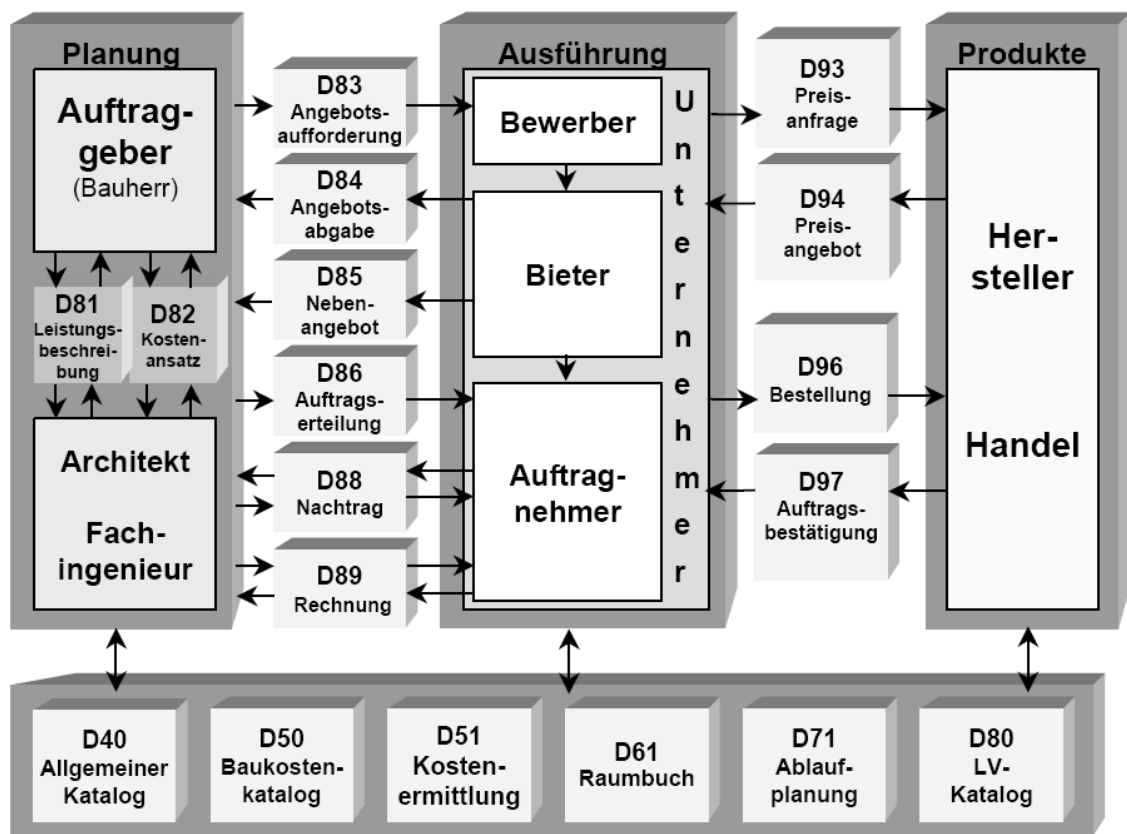 Planung
Auftrag-
geber
(Bauherr)
D81
Leistungs-
beschrei-
bung
D82
Kosten-
ansatz
Architekt
Fach-
ingenieur
D83
Angebots-
aufforderung
D84
Angebots-
abgabe
D85
Neben-
angebot
D86
Auftrags-
erteilung
D88
Nachtrag
D89
Rechnung
Ausführung
Bewerber
Bieter
Auftrag-
nehmer
Unternehmer
D93
Preis-
anfrage
D94
Preis-
angebot
D96
Bestellung
D97
Auftrags-
bestätigung
Produkte
Her-
steller
Handel
D40
Allgemeiner
Katalog
D50
Baukosten-
katalog
D51
Kosten-
ermittlung
D61
Raumbuch
D71
Ablauf-
planung
D80
LV-
Katalog